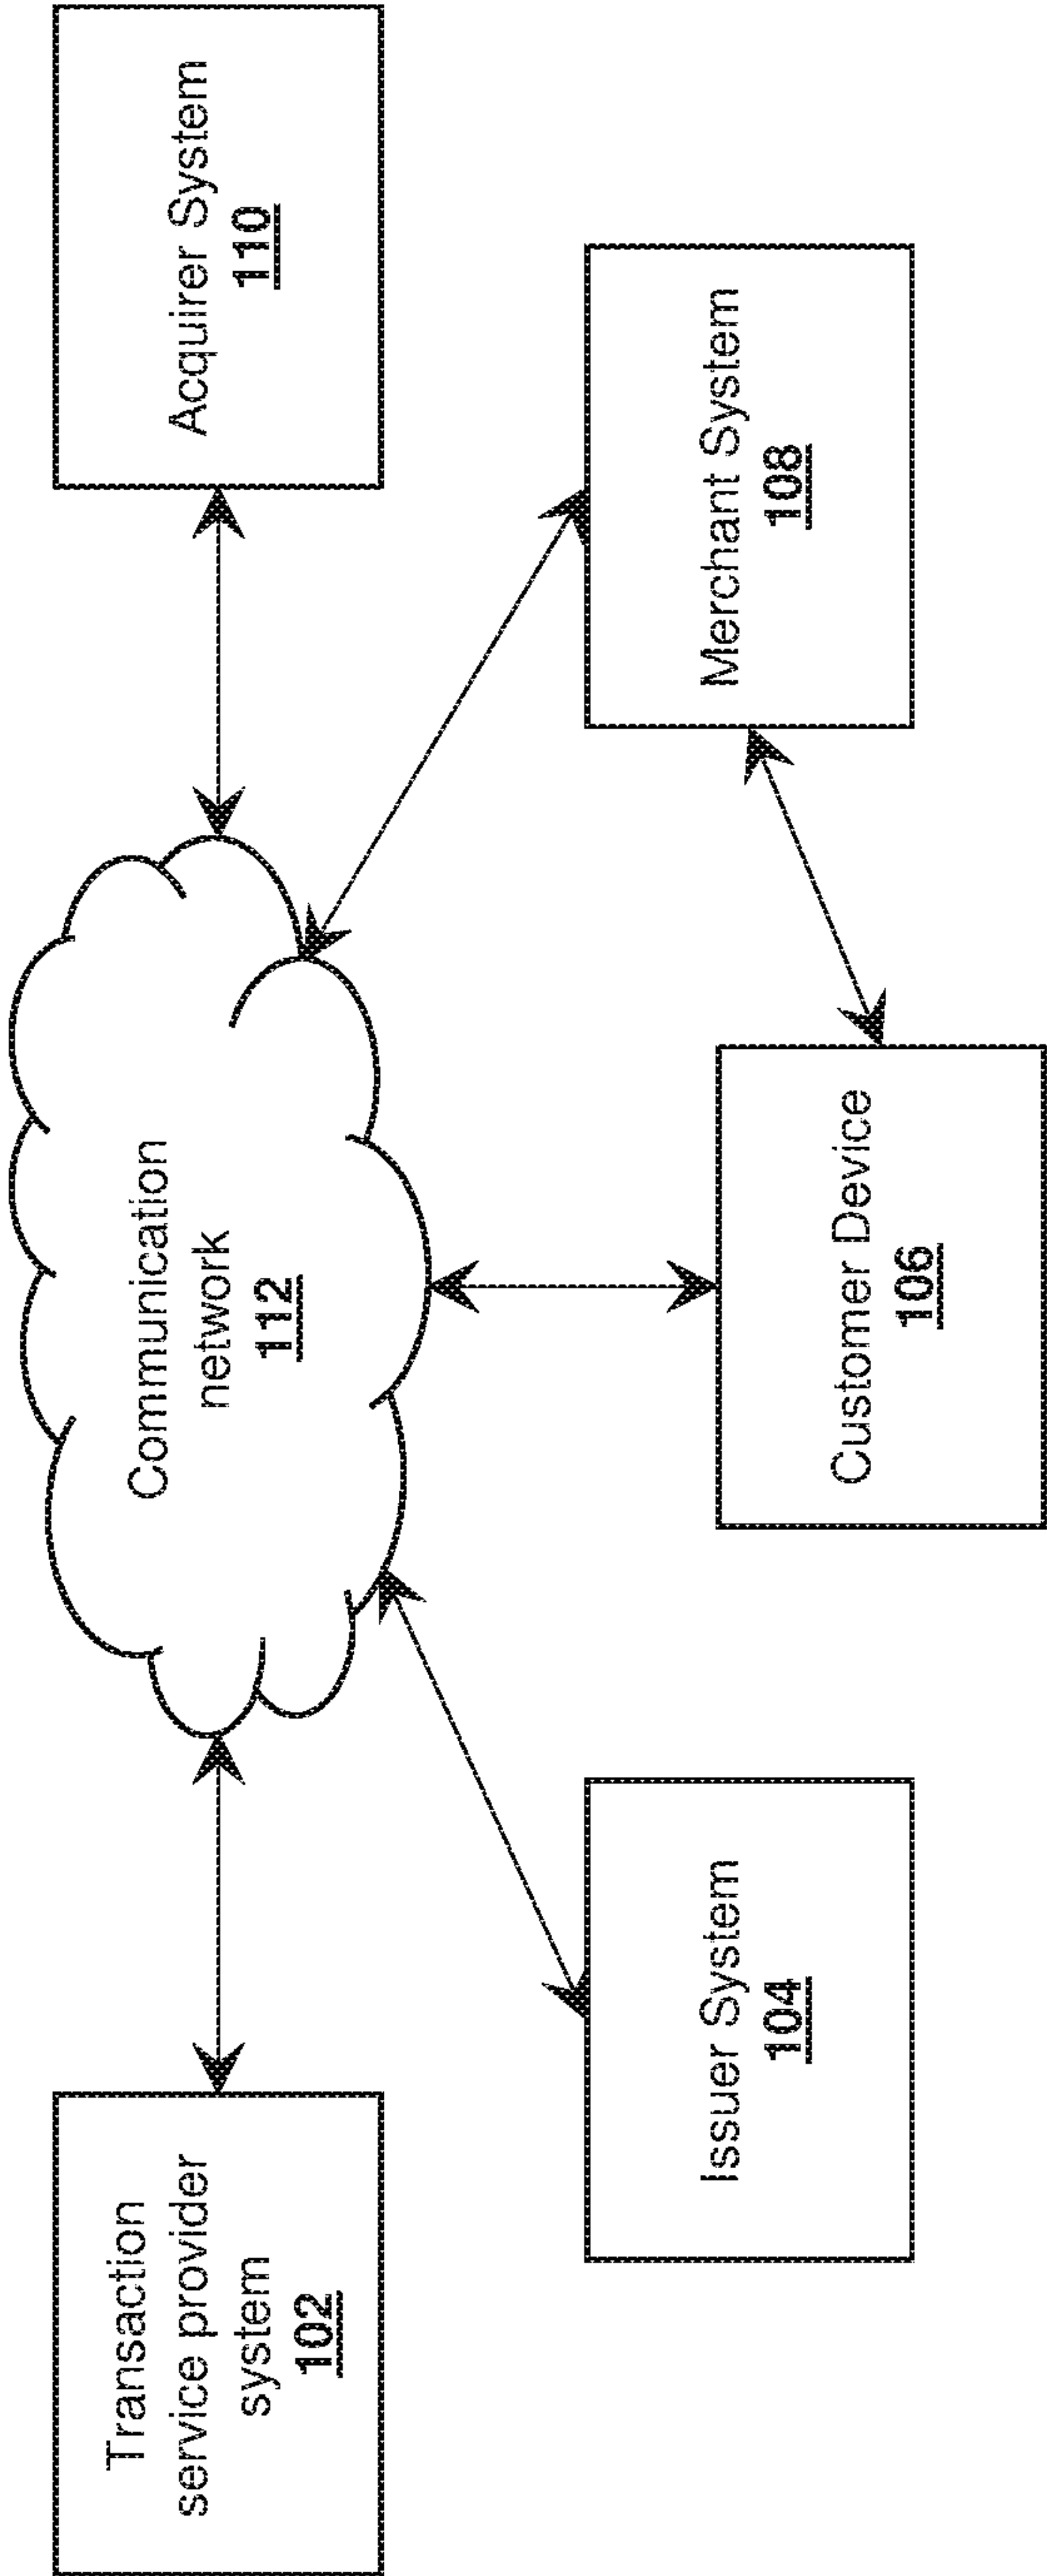 Transaction
service provider
system
102
Communication
network
112
Acquirer System
110
Issuer System
104
Customer Device
106
Merchant System
108